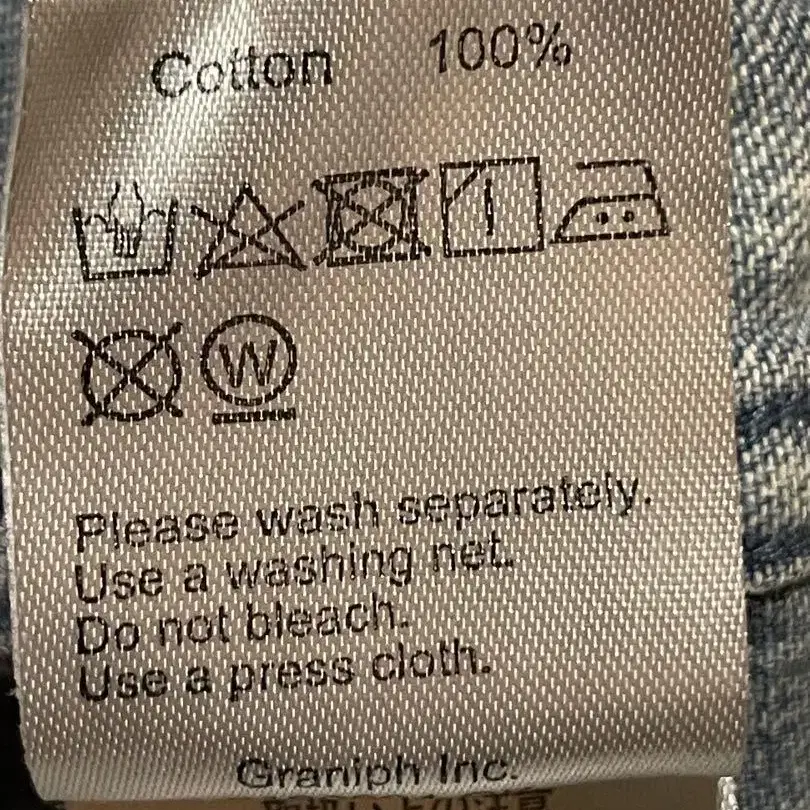 Cotton 100%
W
Please wash separately.
Use a washing net.
Do not bleach.
Use a press cloth.
Graniph Inc.